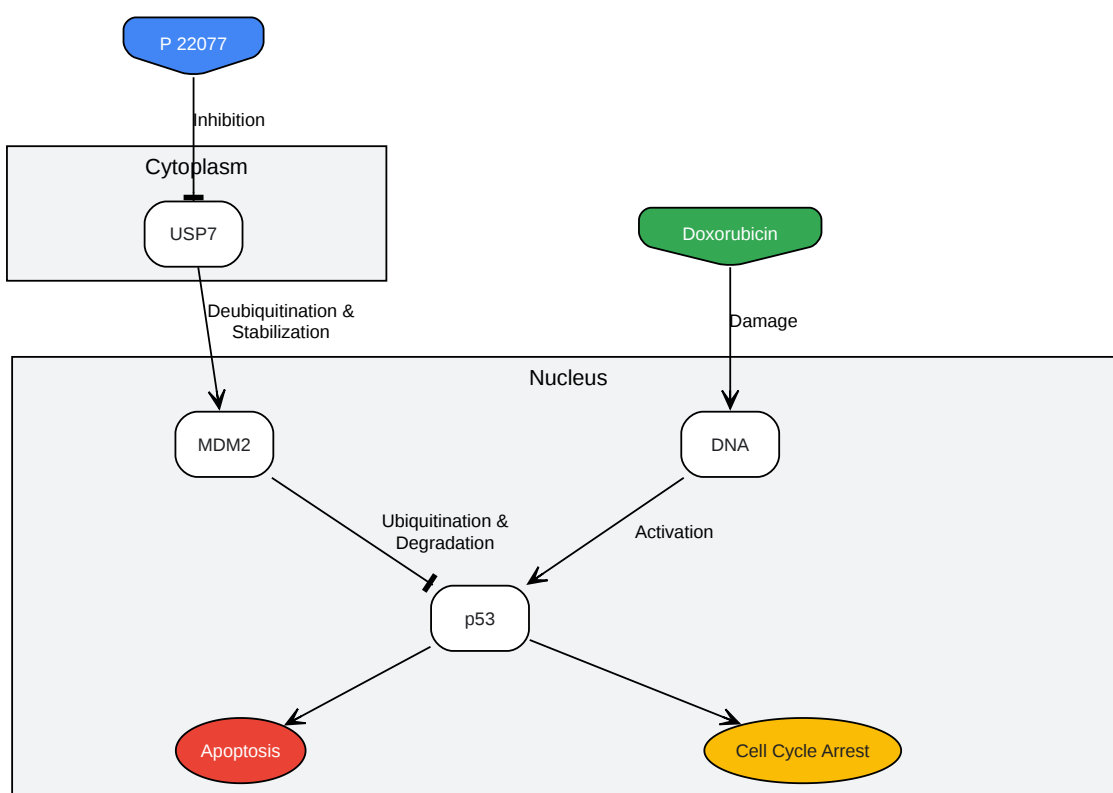 P 22077
Inhibition
Cytoplasm
USP7
Doxorubicin
Deubiquitination &
Stabilization
Damage
Nucleus
MDM2
DNA
Ubiquitination &
Degradation
Activation
p53
Apoptosis
Cell Cycle Arrest